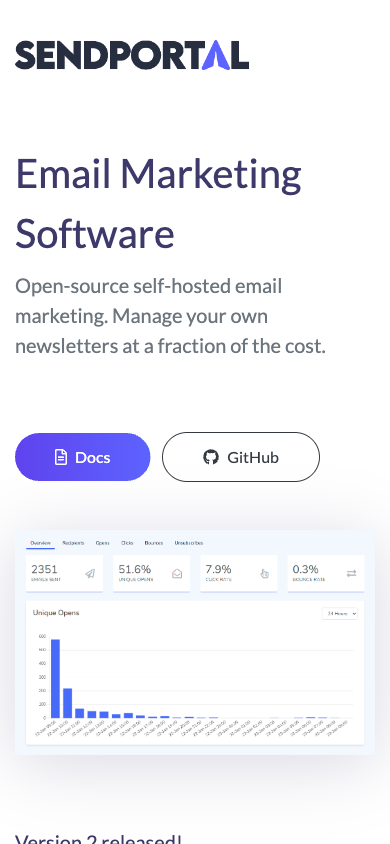 SENDPORTAL
Email Marketing
Software
Open-source self-hosted email
marketing. Manage your own
newsletters at a fraction of the cost.
Docs
GitHub
Overview Recipients Opens Clicks Bounces Unsubscribes
2351
EMAILS SENT
51.6%
UNIQUE OPENS
7.9%
CLICK RATE
0.3%
BOUNCE RATE
Unique Opens
24 Hours
600
500
400
300
200
100
0
Version 2 released!